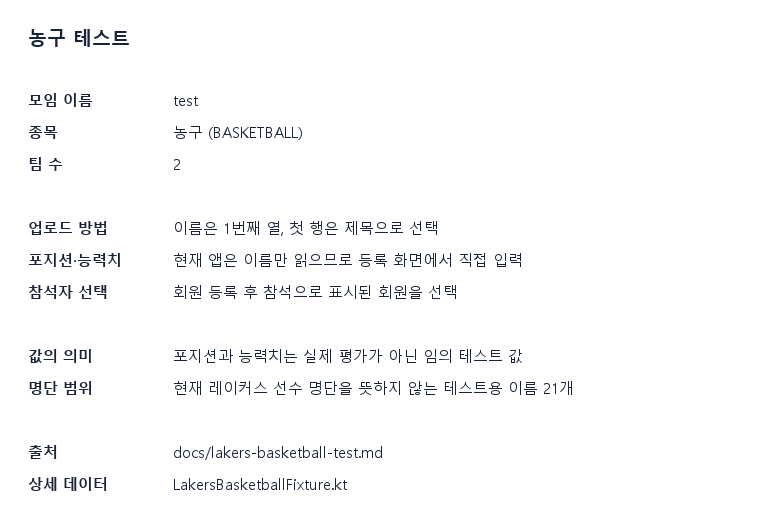 농구 테스트
모임 이름 test
종목 농구 (BASKETBALL)
팀 수 2
업로드 방법 이름은 1번째 열, 첫 행은 제목으로 선택
포지션·능력치 현재 앱은 이름만 읽으므로 등록 화면에서 직접 입력
참석자 선택 회원 등록 후 참석으로 표시된 회원을 선택
값의 의미 포지션과 능력치는 실제 평가가 아닌 임의 테스트 값
명단 범위 현재 레이커스 선수 명단을 뜻하지 않는 테스트용 이름 21개
출처 docs/lakers-basketball-test.md
상세 데이터 LakersBasketballFixture.kt